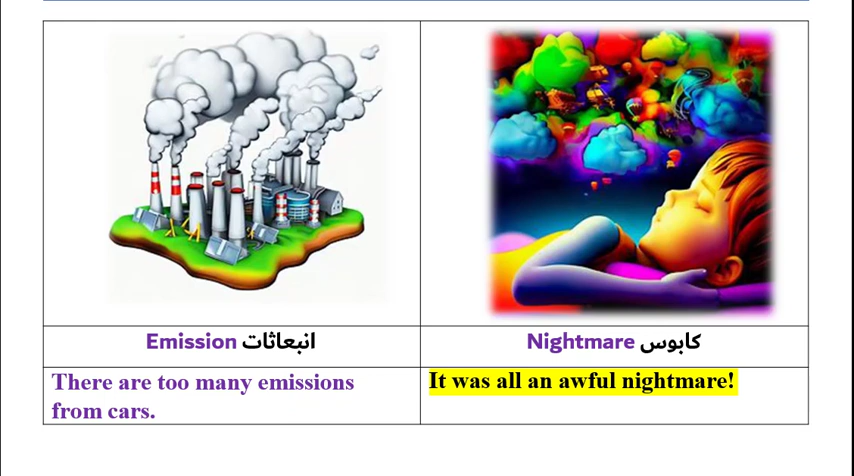 Emission انبعاثات
Nightmare كابوس
There are too many emissions
from cars.
It was all an awful nightmare!